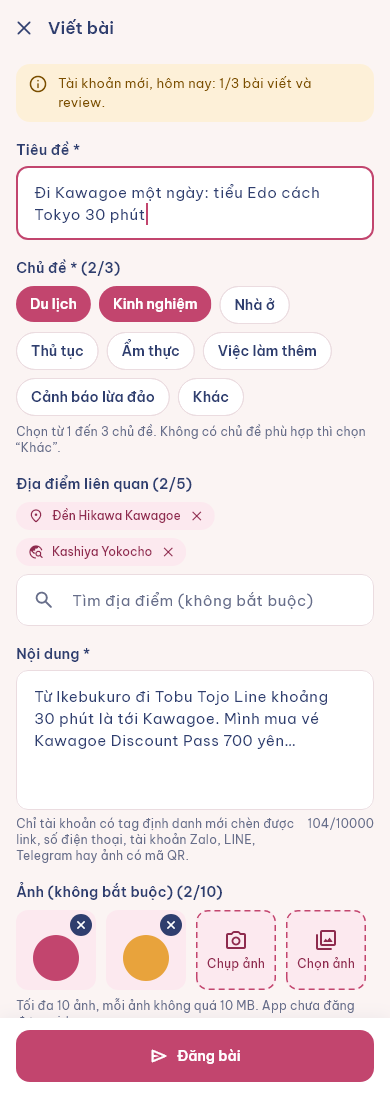 Viết bài
Tài khoản mới, hôm nay: 1/3 bài viết và
review.
Tiêu đề *
Đi Kawagoe một ngày: tiểu Edo cách
Tokyo 30 phút
Chủ đề * (2/3)
Du lịch
Kinh nghiệm
Nhà ở
Thủ tục
Ẩm thực
Việc làm thêm
Cảnh báo lừa đảo
Khác
Chọn từ 1 đến 3 chủ đề. Không có chủ đề phù hợp thì chọn
“Khác”.
Địa điểm liên quan (2/5)
Đền Hikawa Kawagoe
Kashiya Yokocho
Tìm địa điểm (không bắt buộc)
Nội dung *
Từ Ikebukuro đi Tobu Tojo Line khoảng
30 phút là tới Kawagoe. Mình mua vé
Kawagoe Discount Pass 700 yên…
Chỉ tài khoản có tag định danh mới chèn được
link, số điện thoại, tài khoản Zalo, LINE,
Telegram hay ảnh có mã QR.
104/10000
Ảnh (không bắt buộc) (2/10)
Chụp ảnh
Chọn ảnh
Tối đa 10 ảnh, mỗi ảnh không quá 10 MB. App chưa đăng
Đăng bài